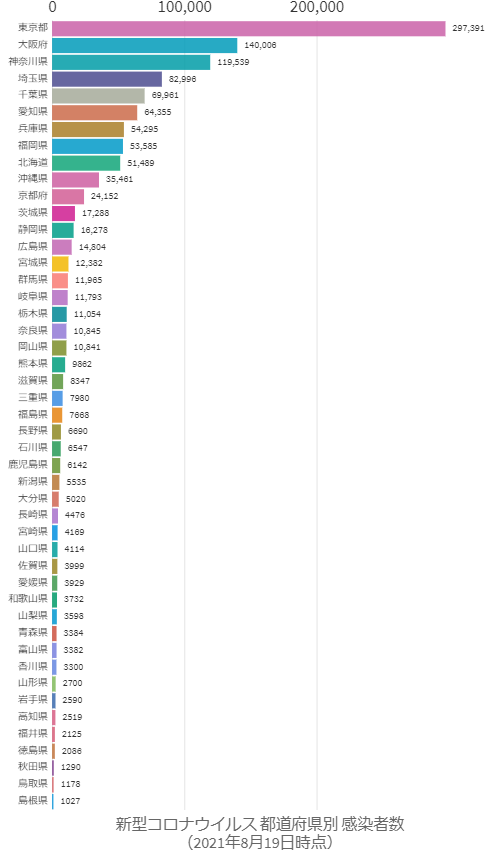 0 100,000 200,000
東京都 297,391
大阪府 140,006
神奈川県 119,539
埼玉県 82,996
千葉県 69,961
愛知県 64,355
兵庫県 54,295
福岡県 53,585
北海道 51,489
沖縄県 35,461
京都府 24,152
茨城県 17,288
静岡県 16,278
広島県 14,804
宮城県 12,382
群馬県 11,965
岐阜県 11,793
栃木県 11,054
奈良県 10,845
岡山県 10,841
熊本県 9862
滋賀県 8347
三重県 7980
福島県 7668
長野県 6690
石川県 6547
鹿児島県 6142
新潟県 5535
大分県 5020
長崎県 4476
宮崎県 4169
山口県 4114
佐賀県 3999
愛媛県 3929
和歌山県 3732
山梨県 3598
青森県 3384
富山県 3382
香川県 3300
山形県 2700
岩手県 2590
高知県 2519
福井県 2125
徳島県 2086
秋田県 1290
鳥取県 1178
島根県 1027
新型コロナウイルス 都道府県別 感染者数
（2021年8月19日時点）